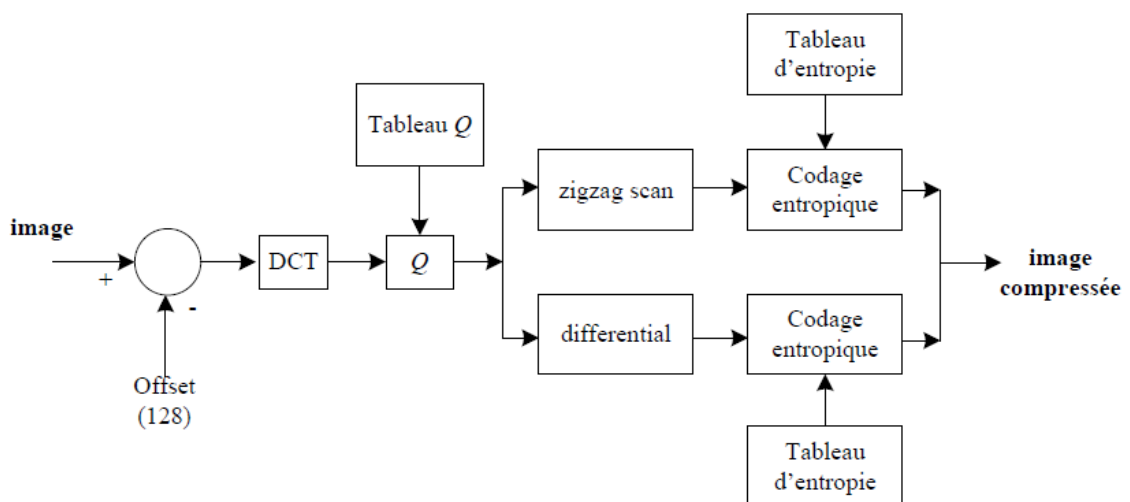 Tableau
d’entropie
Tableau Q
zigzag scan
Codage
entropique
image
+
DCT
Q
-
image
compressée
differential
Codage
entropique
Offset
(128)
Tableau
d’entropie